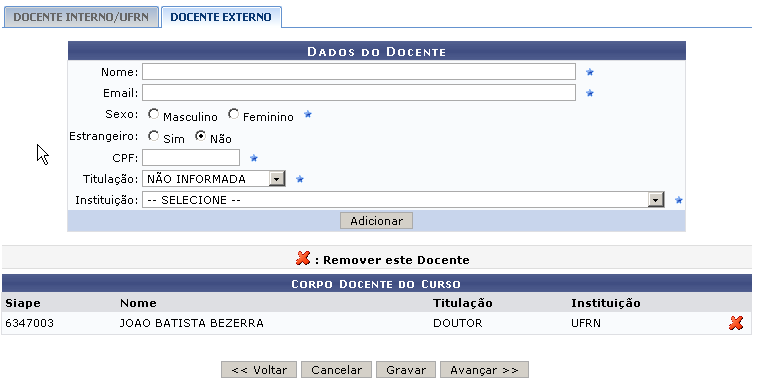 DOCENTE INTERNO/UFRN DOCENTE EXTERNO
DADOS DO DOCENTE
Nome:
Email:
Sexo: Masculino Feminino
Estrangeiro: Sim Não
CPF:
Titulação: NÃO INFORMADA
Instituição: -- SELECIONE --
Adicionar
: Remover este Docente
CORPO DOCENTE DO CURSO
Siape Nome Titulação Instituição
6347003 JOAO BATISTA BEZERRA DOUTOR UFRN
<< Voltar Cancelar Gravar Avançar >>